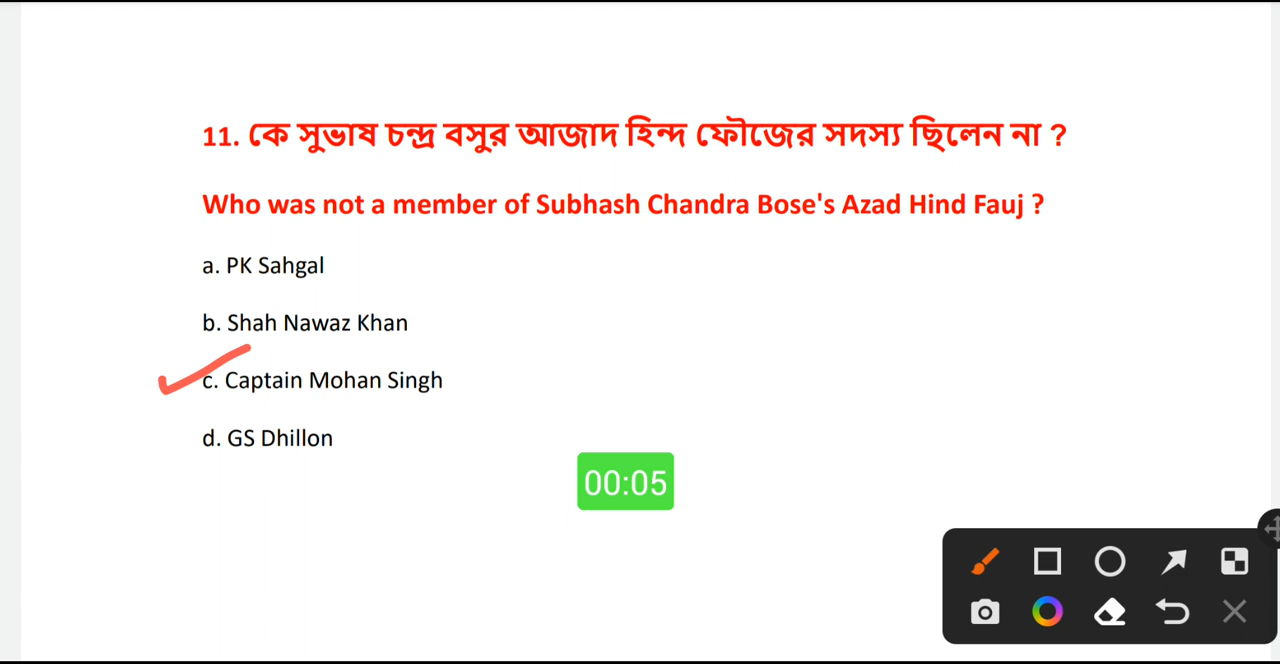 11. কে সুভাষ চন্দ্র বসুর আজাদ হিন্দ ফৌজের সদস্য ছিলেন না ?
Who was not a member of Subhash Chandra Bose's Azad Hind Fauj ?
a. PK Sahgal
b. Shah Nawaz Khan
c. Captain Mohan Singh
d. GS Dhillon
00:05